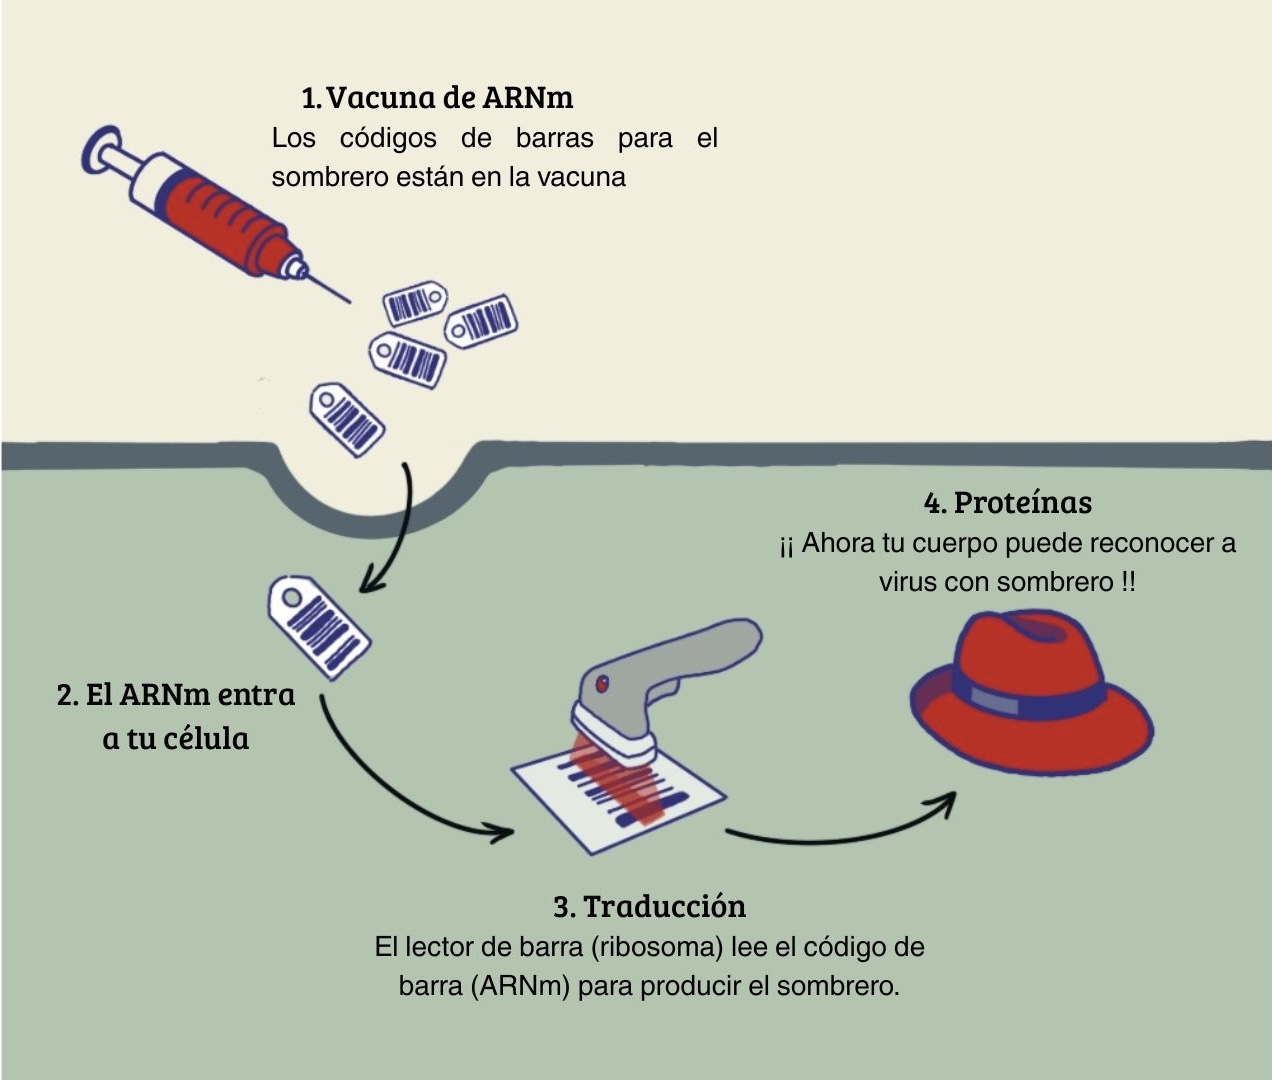 1. Vacuna de ARNm
Los códigos de barras para el
sombrero están en la vacuna
4. Proteínas
¡¡ Ahora tu cuerpo puede reconocer a
virus con sombrero !!
2. El ARNm entra
a tu célula
3. Traducción
El lector de barra (ribosoma) lee el código de
barra (ARNm) para producir el sombrero.